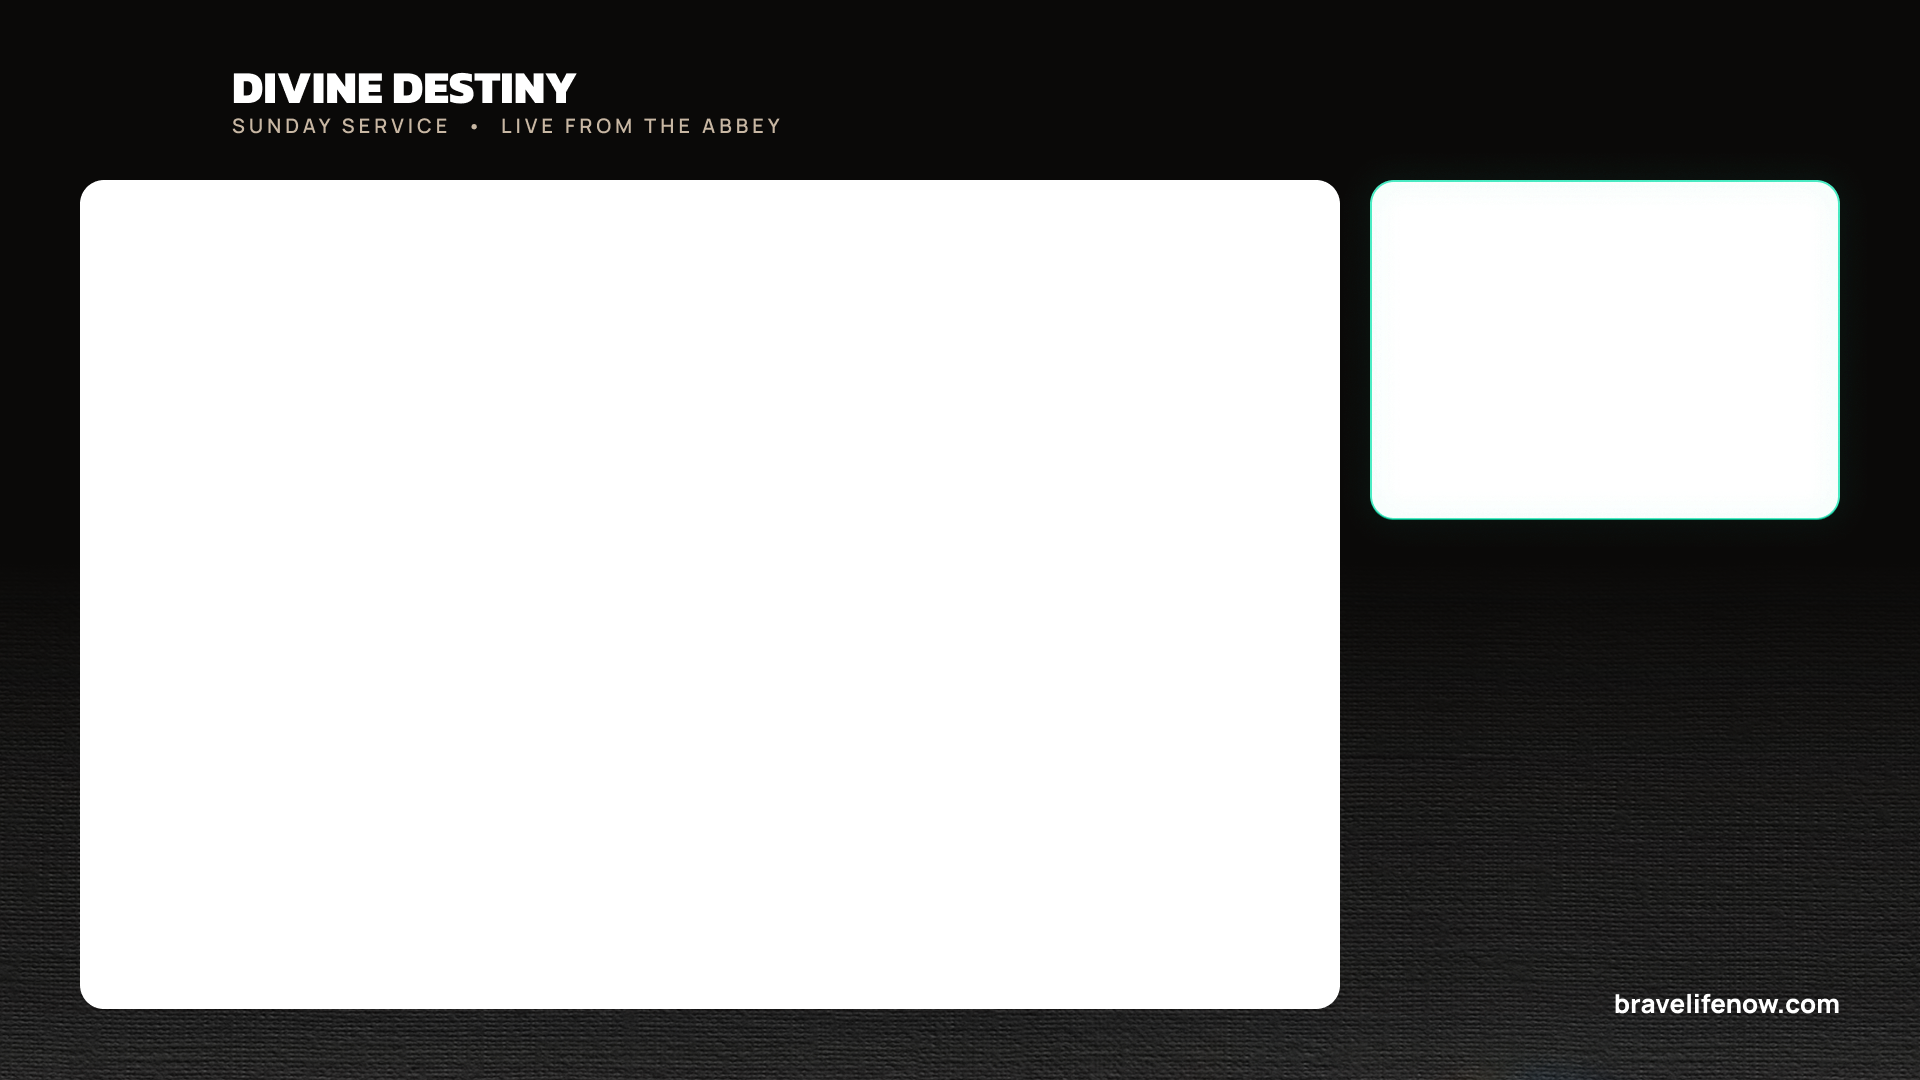 DIVINE DESTINY
SUNDAY SERVICE • LIVE FROM THE ABBEY
bravelifenow.com